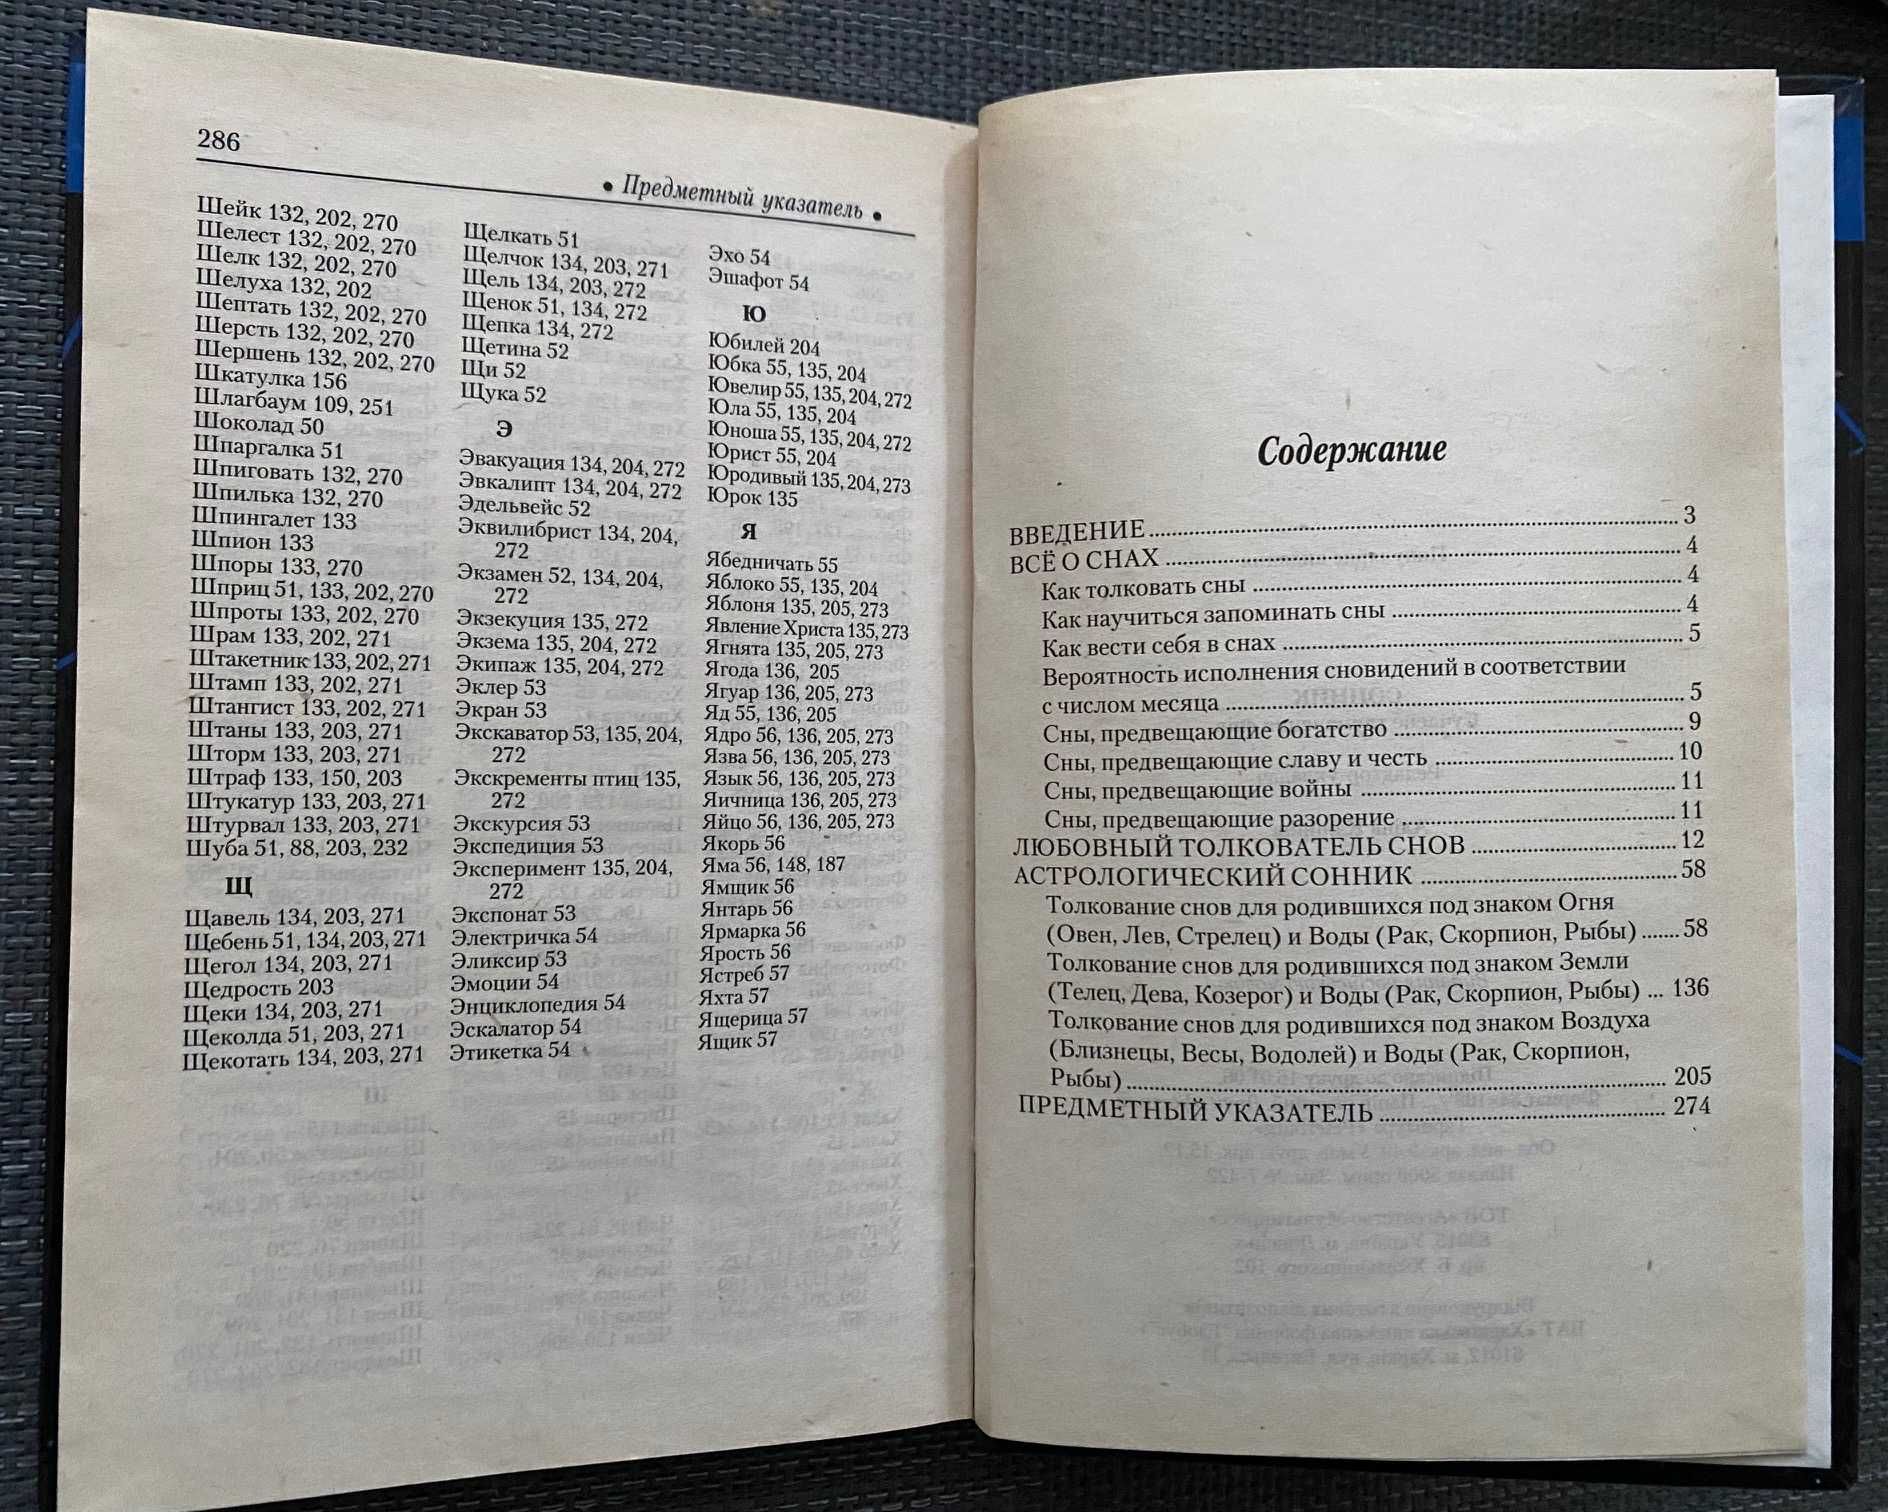 286
• Предметный указатель •
Шейк 132, 202, 270
Шелест 132, 202, 270
Шелк 132, 202, 270
Шелуха 132, 202
Шептать 132, 202, 270
Шерсть 132, 202, 270
Шершень 132, 202, 270
Шкатулка 156
Шлагбаум 109, 251
Шоколад 50
Шпаргалка 51
Шпиговать 132, 270
Шпилька 132, 270
Шпингалет 133
Шпион 133
Шпоры 133, 270
Шприц 51, 133, 202, 270
Шпроты 133, 202, 270
Шрам 133, 202, 271
Штакетник 133, 202, 271
Штамп 133, 202, 271
Штангист 133, 202, 271
Штаны 133, 203, 271
Шторм 133, 203, 271
Штраф 133, 150, 203
Штукатур 133, 203, 271
Штурвал 133, 203, 271
Шуба 51, 88, 203, 232
Щ
Щавель 134, 203, 271
Щебень 51, 134, 203, 271
Щегол 134, 203, 271
Щедрость 203
Щеки 134, 203, 271
Щеколда 51, 203, 271
Щекотать 134, 203, 271
Щелкать 51
Щелчок 134, 203, 271
Щель 134, 203, 272
Щенок 51, 134, 272
Щепка 134, 272
Щетина 52
Щи 52
Щука 52
Э
Эвакуация 134, 204, 272
Эвкалипт 134, 204, 272
Эдельвейс 52
Эквилибрист 134, 204,
272
Экзамен 52, 134, 204,
272
Экзекуция 135, 272
Экзема 135, 204, 272
Экипаж 135, 204, 272
Эклер 53
Экран 53
Экскаватор 53, 135, 204,
272
Экскременты птиц 135,
272
Экскурсия 53
Экспедиция 53
Эксперимент 135, 204,
272
Экспонат 53
Электричка 54
Эликсир 53
Эмоции 54
Энциклопедия 54
Эскалатор 54
Этикетка 54
Эхо 54
Эшафот 54
Ю
Юбилей 204
Юбка 55, 135, 204
Ювелир 55, 135, 204, 272
Юла 55, 135, 204
Юноша 55, 135, 204, 272
Юрист 55, 204
Юродивый 135, 204, 273
Юрок 135
Я
Ябедничать 55
Яблоко 55, 135, 204
Яблоня 135, 205, 273
Явление Христа 135, 273
Ягнята 135, 205, 273
Ягода 136, 205
Ягуар 136, 205, 273
Яд 55, 136, 205
Ядро 56, 136, 205, 273
Язва 56, 136, 205, 273
Язык 56, 136, 205, 273
Яичница 136, 205, 273
Яйцо 56, 136, 205, 273
Якорь 56
Яма 56, 148, 187
Ямщик 56
Янтарь 56
Ярмарка 56
Ярость 56
Ястреб 57
Яхта 57
Ящерица 57
Ящик 57
Содержание
ВВЕДЕНИЕ ........ 3
ВСЁ О СНАХ ........ 4
Как толковать сны ........ 4
Как научиться запоминать сны ........ 4
Как вести себя в снах ........ 5
Вероятность исполнения сновидений в соответствии
с числом месяца ........ 5
Сны, предвещающие богатство ........ 9
Сны, предвещающие славу и честь ........ 10
Сны, предвещающие войны ........ 11
Сны, предвещающие разорение ........ 11
ЛЮБОВНЫЙ ТОЛКОВАТЕЛЬ СНОВ ........ 12
АСТРОЛОГИЧЕСКИЙ СОННИК ........ 58
Толкование снов для родившихся под знаком Огня
(Овен, Лев, Стрелец) и Воды (Рак, Скорпион, Рыбы) ...... 58
Толкование снов для родившихся под знаком Земли
(Телец, Дева, Козерог) и Воды (Рак, Скорпион, Рыбы) ... 136
Толкование снов для родившихся под знаком Воздуха
(Близнецы, Весы, Водолей) и Воды (Рак, Скорпион,
Рыбы) ........ 205
ПРЕДМЕТНЫЙ УКАЗАТЕЛЬ ........ 274